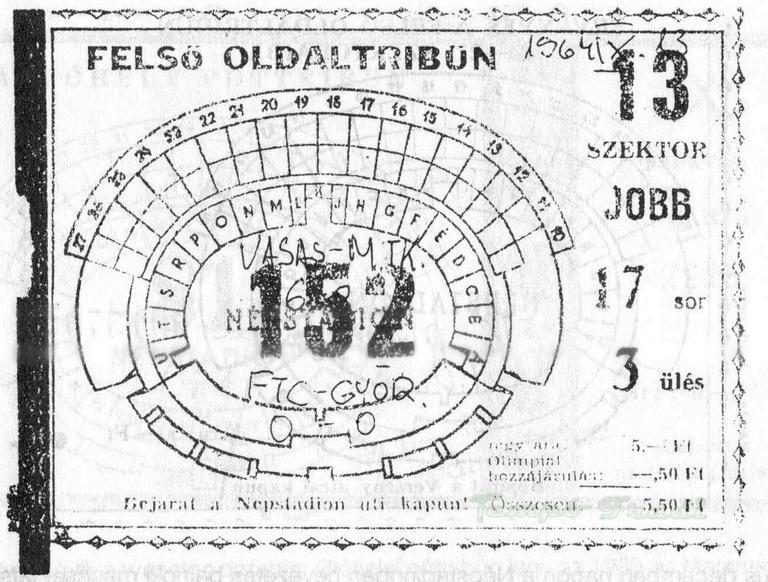 FELSŐ OLDALTRIBÜN
1964 IX. 13
13
SZEKTOR
JOBB
17 sor
3 ülés
27 26 25 24 23 22 21 20 19 18 17 16 15 14 13 12 11 10
U T S R P O N M L K J H G F É D C B A
VASAS-MTK.
152
NÉPSTADION
FTC-GYŐR.
0 0
Jegy ára: 5,— Ft
Olimpiai
hozzájárulás: —,50 Ft
Bejárat a Népstadion úti kapun! Összesen: 5,50 Ft